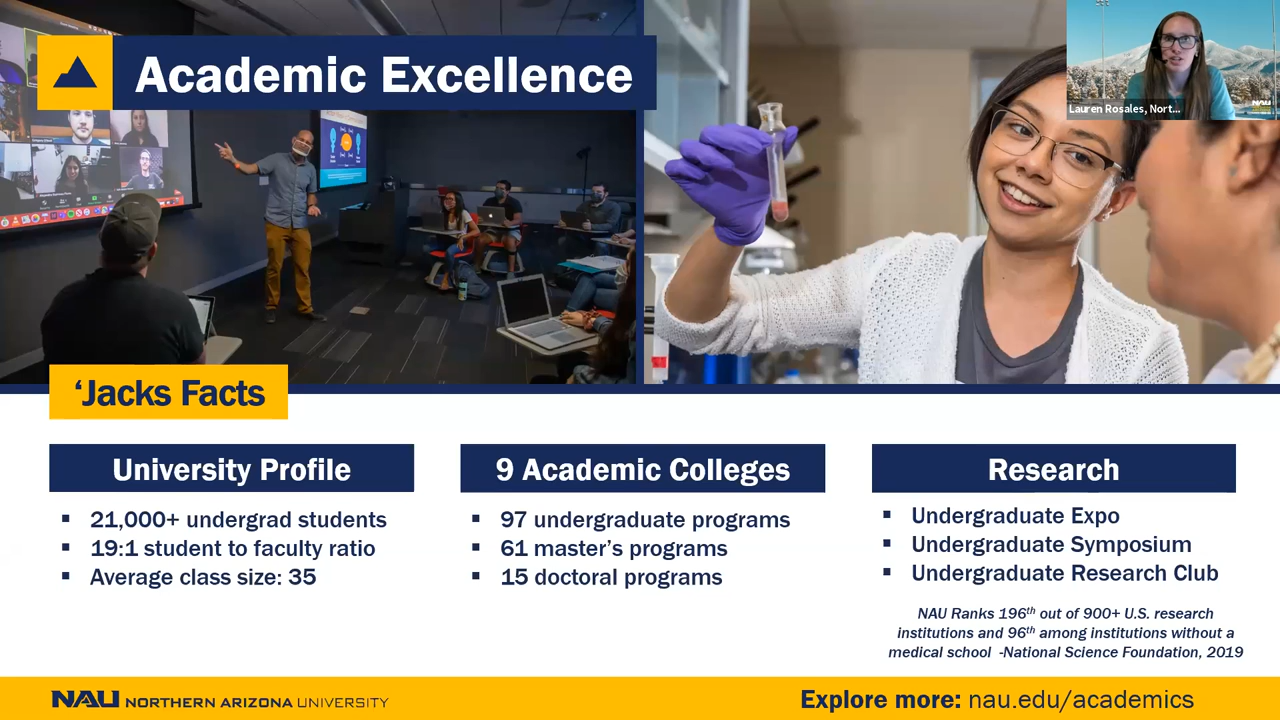 Academic Excellence
Lauren Rosales, Nort...
NAU
‘Jacks Facts
University Profile
▪ 21,000+ undergrad students
▪ 19:1 student to faculty ratio
▪ Average class size: 35
9 Academic Colleges
▪ 97 undergraduate programs
▪ 61 master’s programs
▪ 15 doctoral programs
Research
▪ Undergraduate Expo
▪ Undergraduate Symposium
▪ Undergraduate Research Club
NAU Ranks 196th out of 900+ U.S. research
institutions and 96th among institutions without a
medical school -National Science Foundation, 2019
NAU NORTHERN ARIZONA UNIVERSITY
Explore more: nau.edu/academics